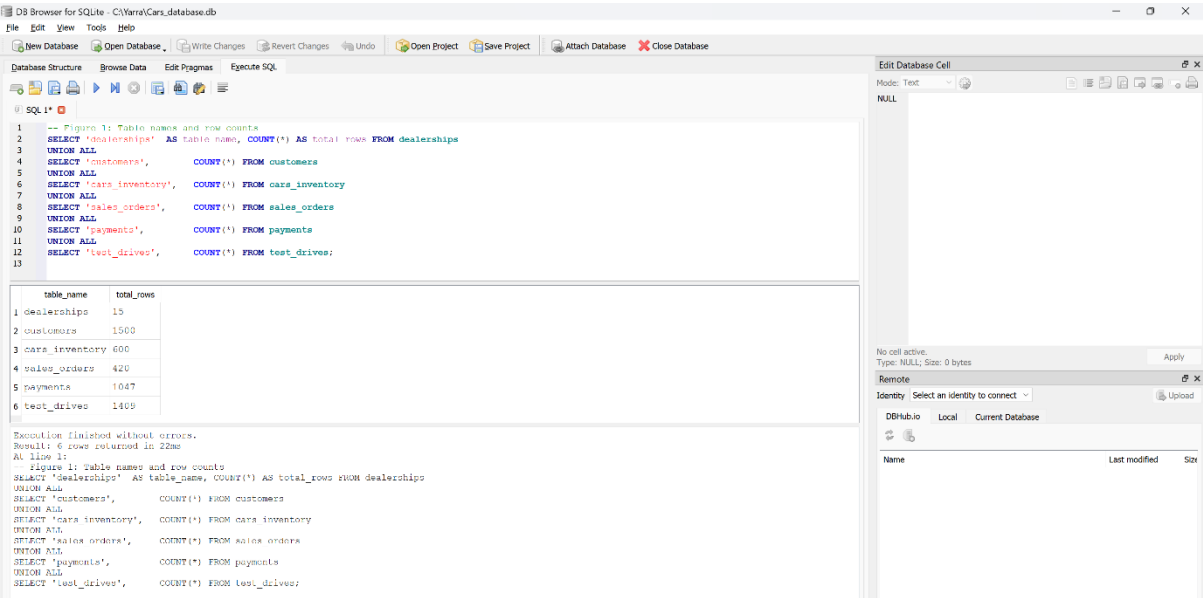 DB Browser for SQLite - C:\Yarra\Cars_database.db
File Edit View Tools Help
New Database Open Database Write Changes Revert Changes Undo Open Project Save Project Attach Database Close Database
Database Structure Browse Data Edit Pragmas Execute SQL
SQL 1*
1 -- Figure 1: Table names and row counts
2 SELECT 'dealerships' AS table_name, COUNT(*) AS total_rows FROM dealerships
3 UNION ALL
4 SELECT 'customers', COUNT(*) FROM customers
5 UNION ALL
6 SELECT 'cars_inventory', COUNT(*) FROM cars_inventory
7 UNION ALL
8 SELECT 'sales_orders', COUNT(*) FROM sales_orders
9 UNION ALL
10 SELECT 'payments', COUNT(*) FROM payments
11 UNION ALL
12 SELECT 'test_drives', COUNT(*) FROM test_drives;
13
table_name total_rows
1 dealerships 15
2 customers 1500
3 cars_inventory 600
4 sales_orders 420
5 payments 1047
6 test_drives 1409
Execution finished without errors.
Result: 6 rows returned in 22ms
At line 1:
-- Figure 1: Table names and row counts
SELECT 'dealerships' AS table_name, COUNT(*) AS total_rows FROM dealerships
UNION ALL
SELECT 'customers', COUNT(*) FROM customers
UNION ALL
SELECT 'cars_inventory', COUNT(*) FROM cars_inventory
UNION ALL
SELECT 'sales_orders', COUNT(*) FROM sales_orders
UNION ALL
SELECT 'payments', COUNT(*) FROM payments
UNION ALL
SELECT 'test_drives', COUNT(*) FROM test_drives;
Edit Database Cell
Mode: Text
NULL
No cell active.
Type: NULL; Size: 0 bytes
Apply
Remote
Identity Select an identity to connect Upload
DBHub.io Local Current Database
Name Last modified Size